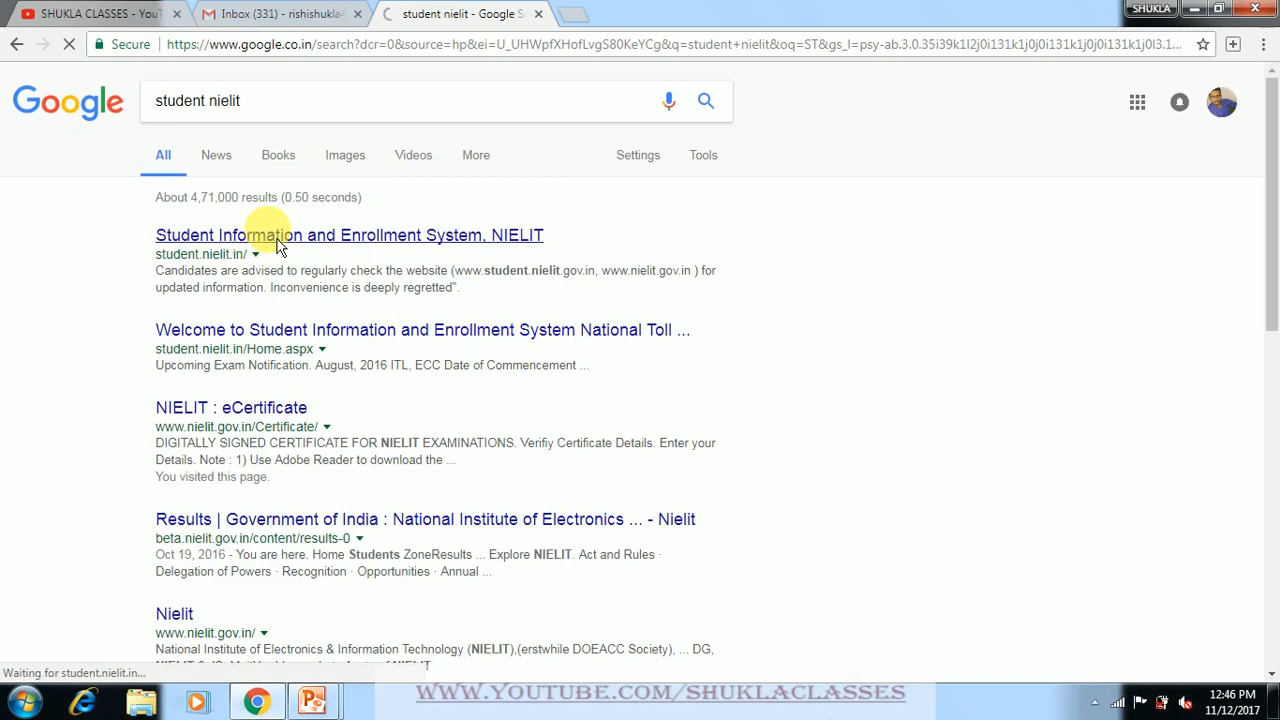 SHUKLA CLASSES - YouT
Inbox (331) - rishishukla4
student nielit - Google S
SHUKLA
Secure
https://www.google.co.in/search?dcr=0&source=hp&ei=U_UHWpfXHofLvgS80KeYCg&q=student+nielit&oq=ST&gs_l=psy-ab.3.0.35i39k1l2j0i131k1j0j0i131k1j0j0i131k1j0l3.1...
Google
student nielit
All News Books Images Videos More Settings Tools
About 4,71,000 results (0.50 seconds)
Student Information and Enrollment System, NIELIT
student.nielit.in/
Candidates are advised to regularly check the website (www.student.nielit.gov.in, www.nielit.gov.in ) for
updated information. Inconvenience is deeply regretted".
Welcome to Student Information and Enrollment System National Toll ...
student.nielit.in/Home.aspx
Upcoming Exam Notification. August, 2016 ITL, ECC Date of Commencement ...
NIELIT : eCertificate
www.nielit.gov.in/Certificate/
DIGITALLY SIGNED CERTIFICATE FOR NIELIT EXAMINATIONS. Verifiy Certificate Details. Enter your
Details. Note : 1) Use Adobe Reader to download the ...
You visited this page.
Results | Government of India : National Institute of Electronics ... - Nielit
beta.nielit.gov.in/content/results-0
Oct 19, 2016 - You are here. Home Students ZoneResults ... Explore NIELIT. Act and Rules ·
Delegation of Powers · Recognition · Opportunities · Annual ...
Nielit
www.nielit.gov.in/
National Institute of Electronics & Information Technology (NIELIT),(erstwhile DOEACC Society), ... DG,
Waiting for student.nielit.in...
WWW.YOUTUBE.COM/SHUKLACLASSES
12:46 PM
11/12/2017